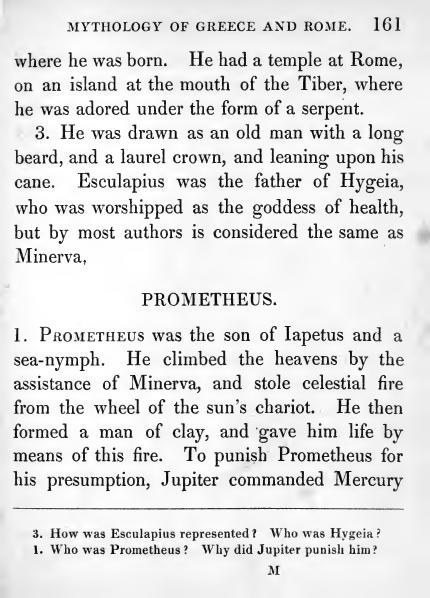 MYTHOLOGY OF GREECE AND ROME. 161
where he was born. He had a temple at Rome,
on an island at the mouth of the Tiber, where
he was adored under the form of a serpent.
3. He was drawn as an old man with a long
beard, and a laurel crown, and leaning upon his
cane. Esculapius was the father of Hygeia,
who was worshipped as the goddess of health,
but by most authors is considered the same as
Minerva,
PROMETHEUS.
1. PROMETHEUS was the son of Iapetus and a
sea-nymph. He climbed the heavens by the
assistance of Minerva, and stole celestial fire
from the wheel of the sun's chariot. He then
formed a man of clay, and gave him life by
means of this fire. To punish Prometheus for
his presumption, Jupiter commanded Mercury
3. How was Esculapius represented? Who was Hygeia?
1. Who was Prometheus? Why did Jupiter punish him?
M